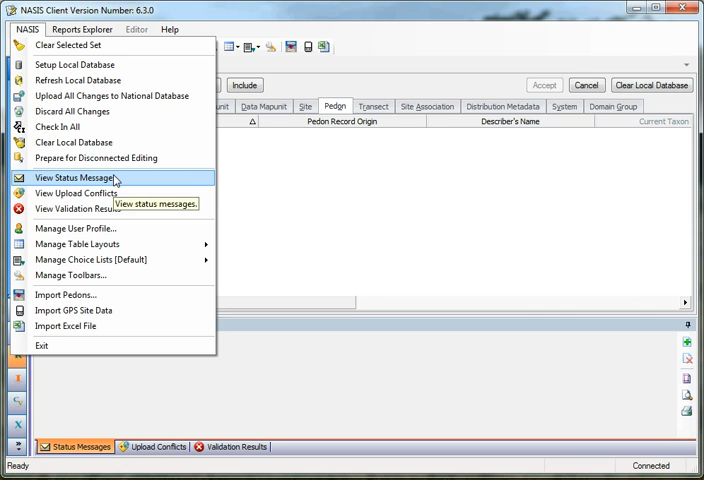 NASIS Client Version Number: 6.3.0
NASIS Reports Explorer Editor Help
Clear Selected Set
Setup Local Database
Refresh Local Database
Upload All Changes to National Database
Discard All Changes
Check In All
Clear Local Database
Prepare for Disconnected Editing
View Status Message
View status messages.
View Upload Conflicts
View Validation Results
Manage User Profile...
Manage Table Layouts
Manage Choice Lists [Default]
Manage Toolbars...
Import Pedons...
Import GPS Site Data
Import Excel File
Exit
Include Accept Cancel Clear Local Database
unit Data Mapunit Site Pedon Transect Site Association Distribution Metadata System Domain Group
Pedon Record Origin Describer's Name Current Taxon
Status Messages Upload Conflicts Validation Results
Ready Connected